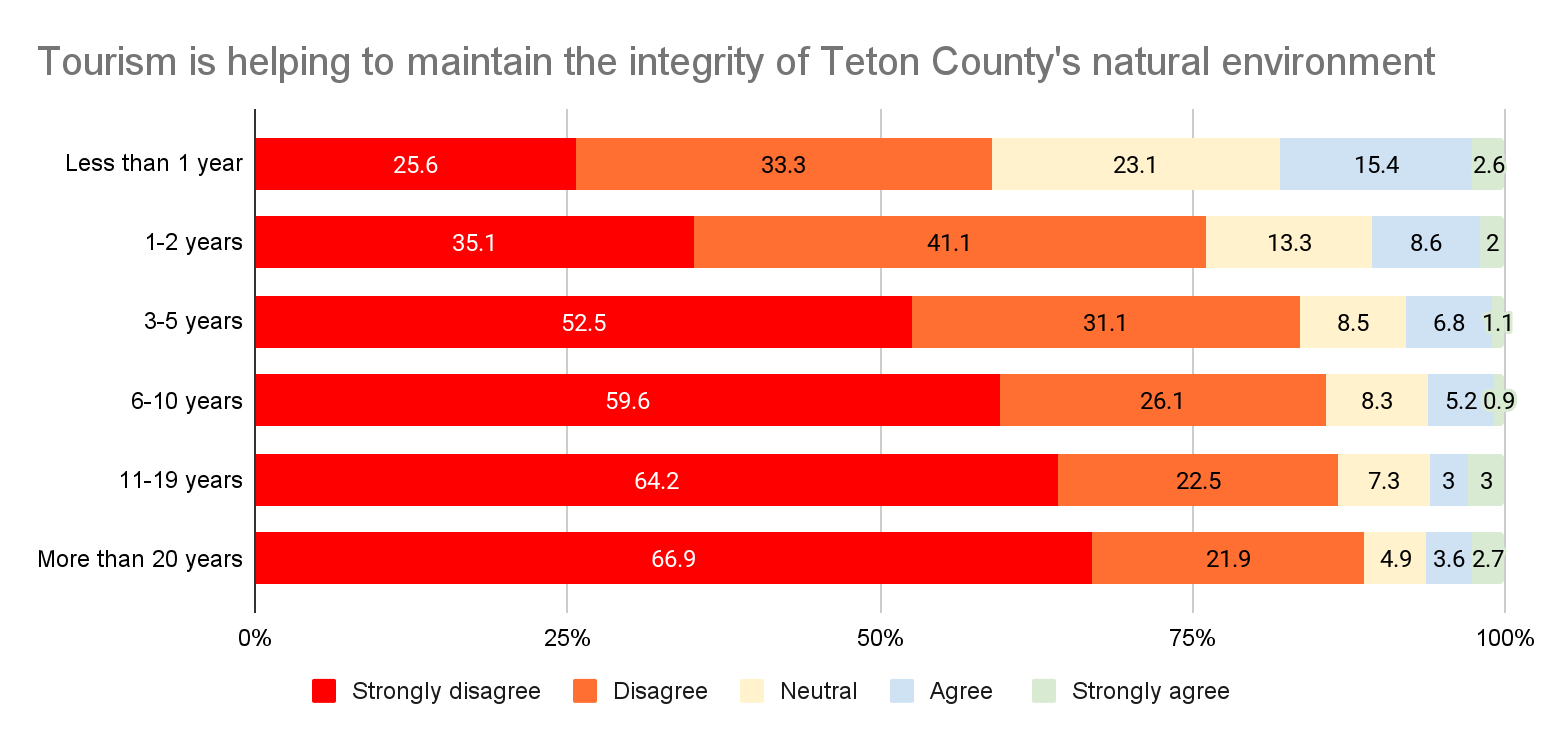 Tourism is helping to maintain the integrity of Teton County's natural environment
Less than 1 year 25.6 33.3 23.1 15.4 2.6
1-2 years 35.1 41.1 13.3 8.6 2
3-5 years 52.5 31.1 8.5 6.8 1.1
6-10 years 59.6 26.1 8.3 5.2 0.9
11-19 years 64.2 22.5 7.3 3 3
More than 20 years 66.9 21.9 4.9 3.6 2.7
0% 25% 50% 75% 100%
Strongly disagree Disagree Neutral Agree Strongly agree